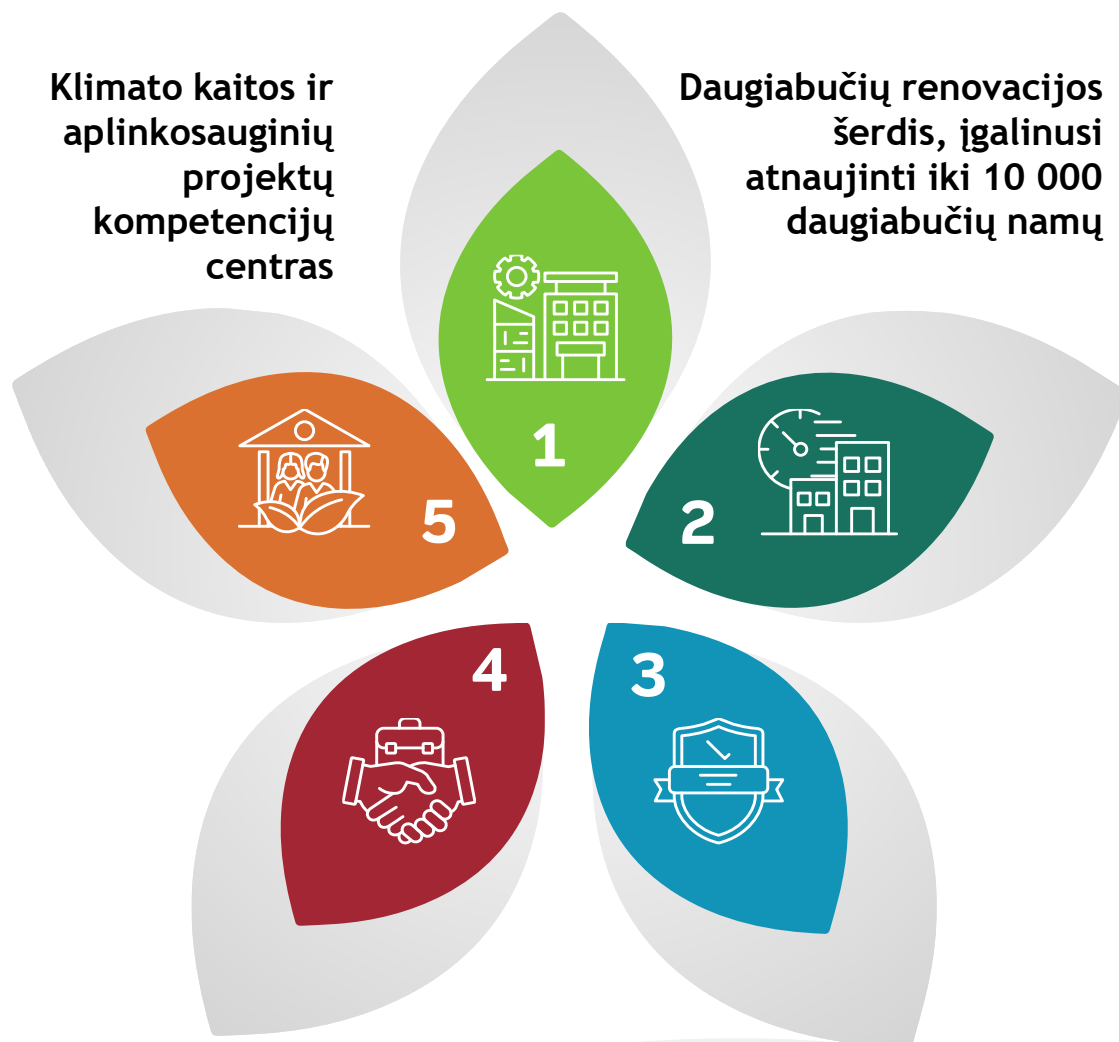 Klimato kaitos ir
aplinkosauginių
projektų
kompetencijų
centras
Daugiabučių renovacijos
šerdis, įgalinusi
atnaujinti iki 10 000
daugiabučių namų
1
2
3
4
5